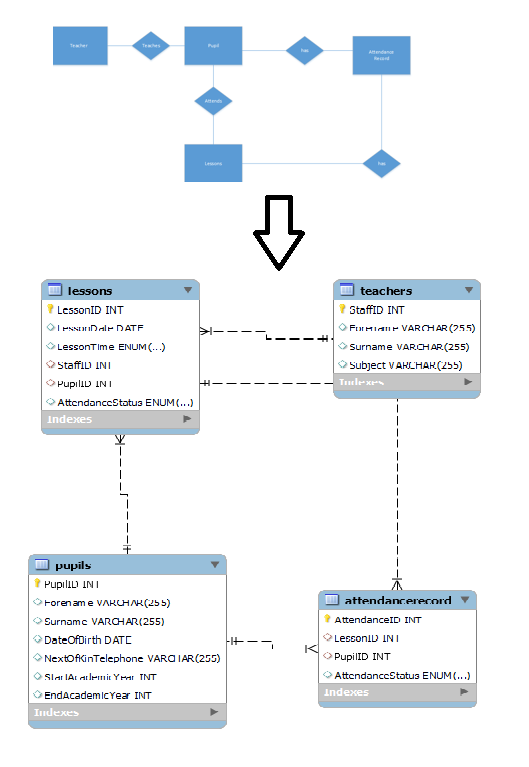 Teacher
Teaches
Pupil
has
Attendance
Record
Attends
Lessons
has
lessons
LessonID INT
LessonDate DATE
LessonTime ENUM(...)
StaffID INT
PupilID INT
AttendanceStatus ENUM(...)
Indexes
teachers
StaffID INT
Forename VARCHAR(255)
Surname VARCHAR(255)
Subject VARCHAR(255)
Indexes
pupils
PupilID INT
Forename VARCHAR(255)
Surname VARCHAR(255)
DateOfBirth DATE
NextOfKinTelephone VARCHAR(255)
StartAcademicYear INT
EndAcademicYear INT
Indexes
attendancerecord
AttendanceID INT
LessonID INT
PupilID INT
AttendanceStatus ENUM(...)
Indexes